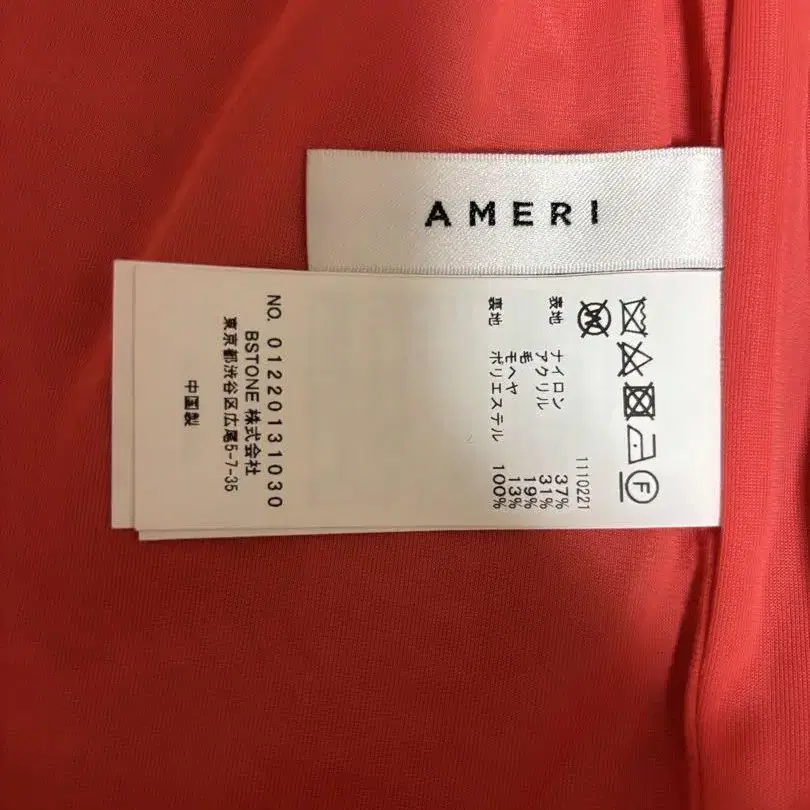 AMERI
Ⓕ
Ⓦ
1110221
表地 ナイロン 37%
アクリル 31%
毛 19%
モヘヤ 13%
裏地 ポリエステル 100%
NO. 01220131030
BSTONE 株式会社
東京都渋谷区広尾5-7-35
中国製